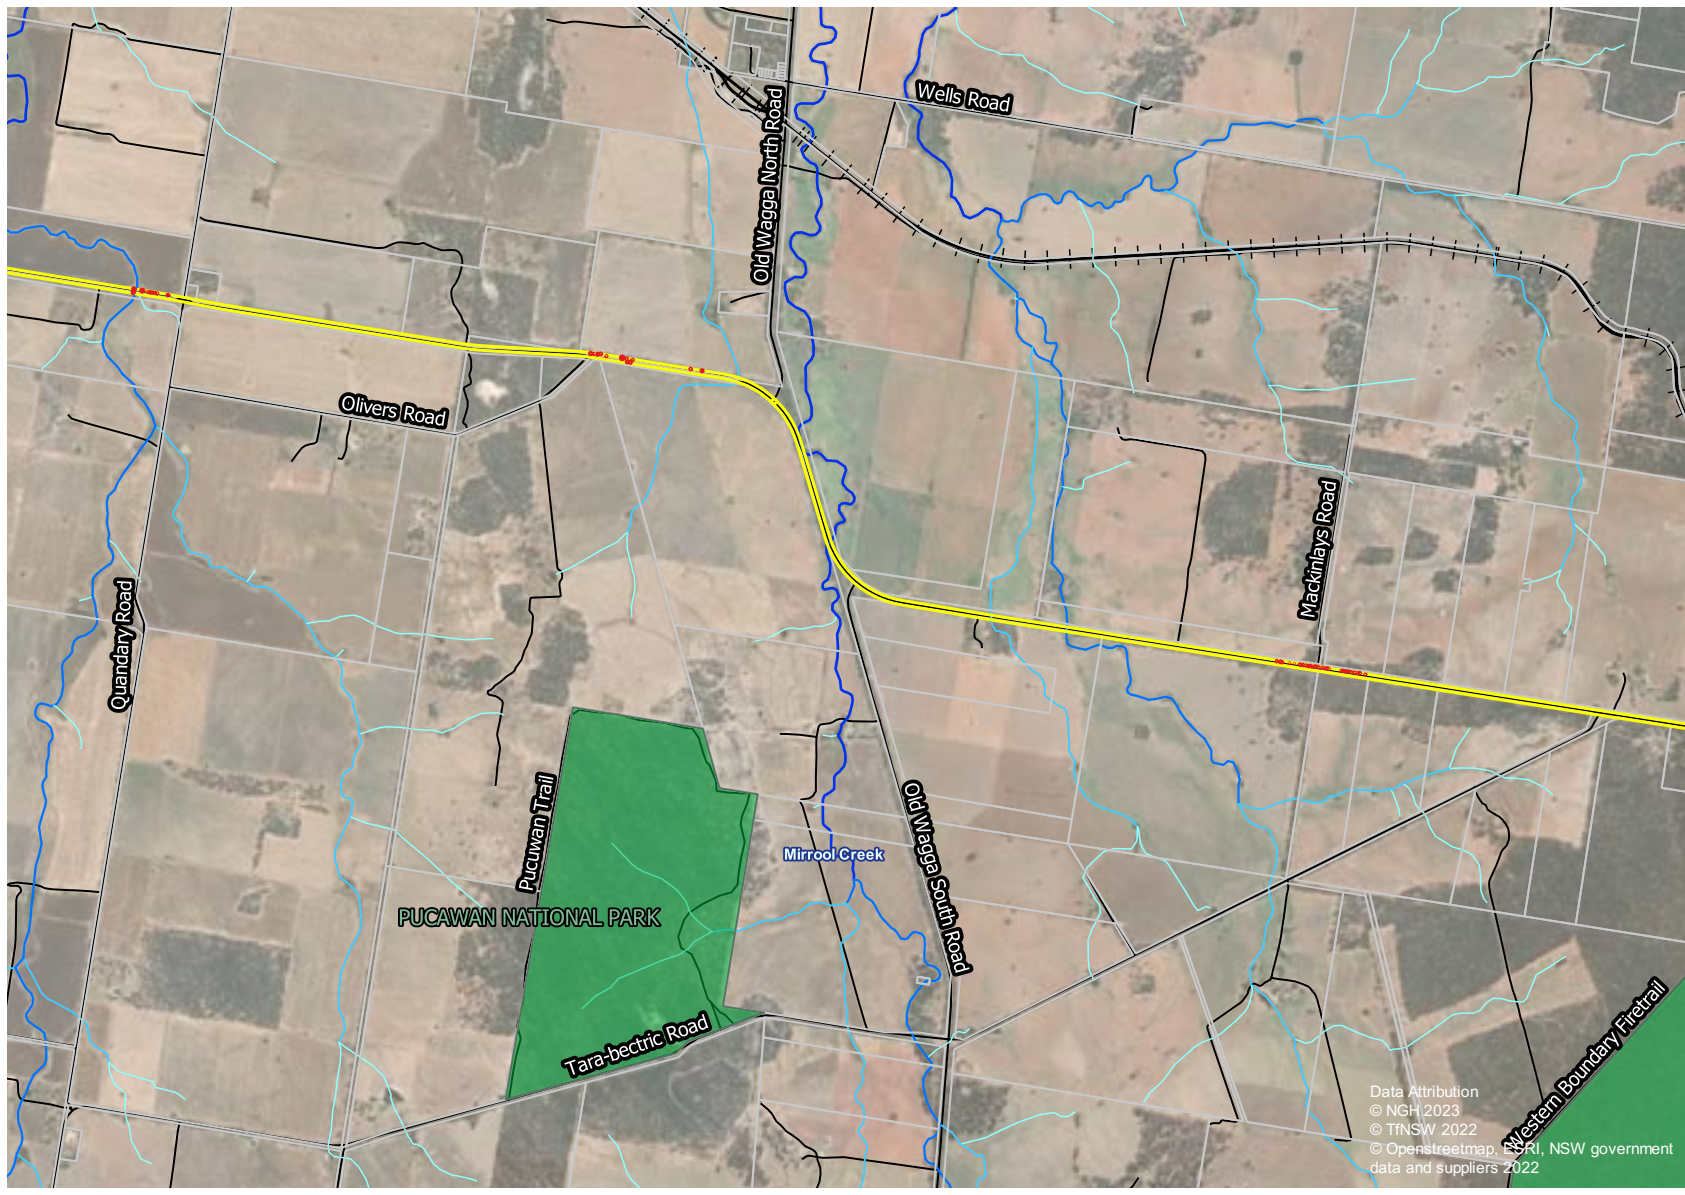 Wells Road
Old Wagga North Road
Olivers Road
Mackinlays Road
Quandary Road
Pucuwan Trail
Old Wagga South Road
Mirrool Creek
PUCAWAN NATIONAL PARK
Tara-bectric Road
Western Boundary Firetrail
Data Attribution
© NGH 2023
© TfNSW 2022
© Openstreetmap, ESRI, NSW government
data and suppliers 2022